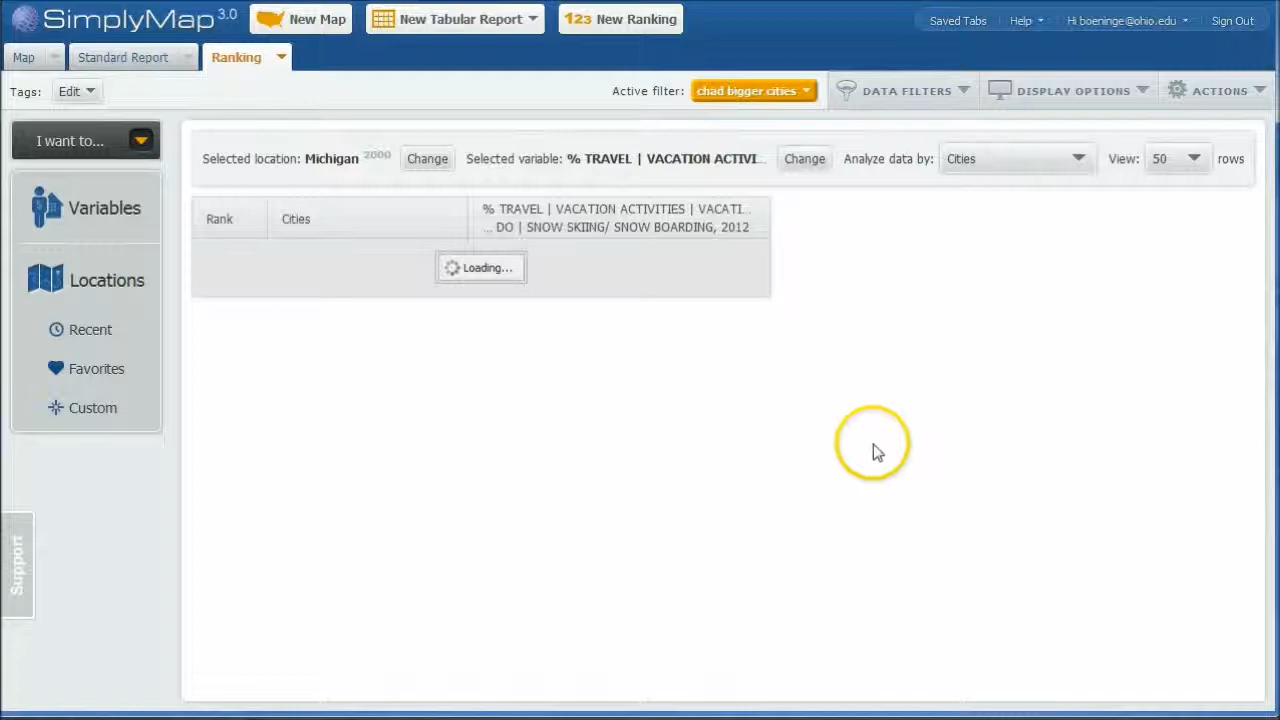 SimplyMap 3.0
New Map
New Tabular Report
123 New Ranking
Saved Tabs
Help
Hi boeninge@ohio.edu
Sign Out
Map
Standard Report
Ranking
Tags:
Edit
Active filter:
chad bigger cities
DATA FILTERS
DISPLAY OPTIONS
ACTIONS
I want to...
Variables
Locations
Recent
Favorites
Custom
Support
Selected location: Michigan 2000
Change
Selected variable: % TRAVEL | VACATION ACTIVI...
Change
Analyze data by:
Cities
View:
50
rows
Rank
Cities
% TRAVEL | VACATION ACTIVITIES | VACATI...
... DO | SNOW SKIING/ SNOW BOARDING, 2012
Loading...